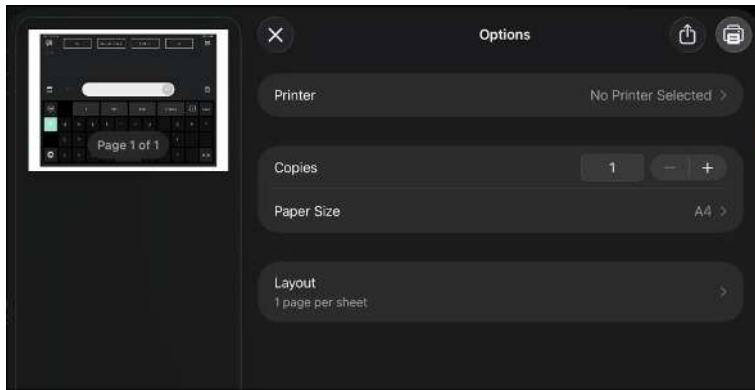 Options
Printer
No Printer Selected
Page 1 of 1
Copies
1
Paper Size
A4
Layout
1 page per sheet